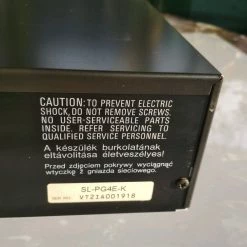 CAUTION: TO PREVENT ELECTRIC
SHOCK, DO NOT REMOVE SCREWS.
NO USER-SERVICEABLE PARTS
INSIDE. REFER SERVICING TO
QUALIFIED SERVICE PERSONNEL.
A készülék burkolatának
eltávolítása életveszélyes!
Przed zdjęciem pokrywy wyciągnąć
wtyczkę z gniazda sieciowego.
SL-PG4E-K
VT2IA001918